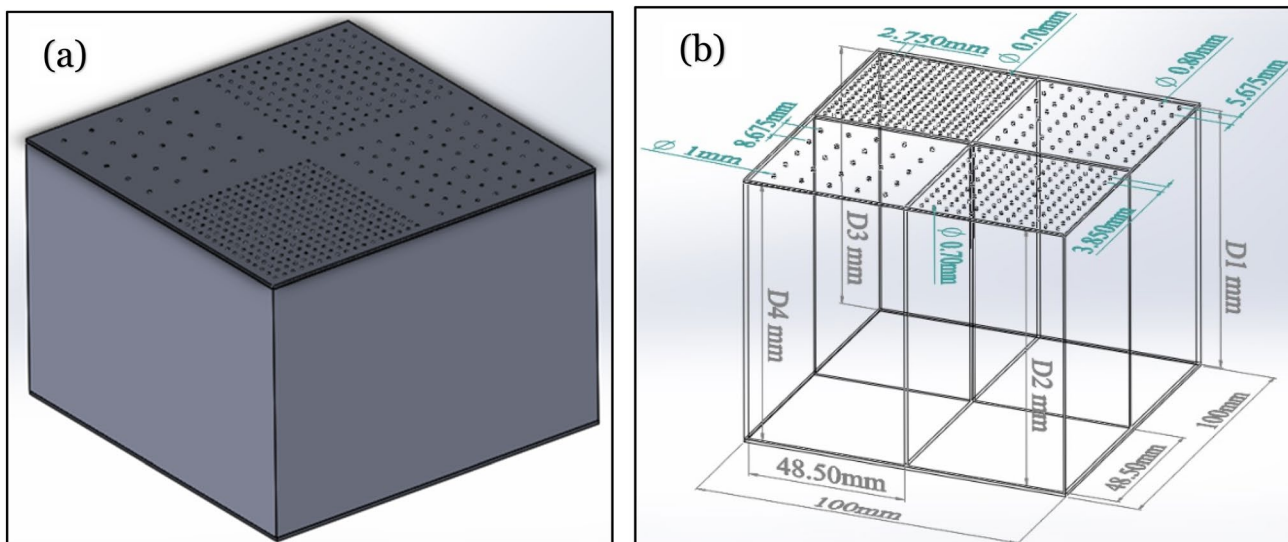 (a)
(b)
2.750mm
Ø 0.70mm
Ø 0.80mm
5.675mm
8.675mm
Ø 1mm
3.850mm
Ø 0.70mm
D3 mm
D4 mm
D2 mm
D1 mm
48.50mm
100mm
48.50mm
100mm